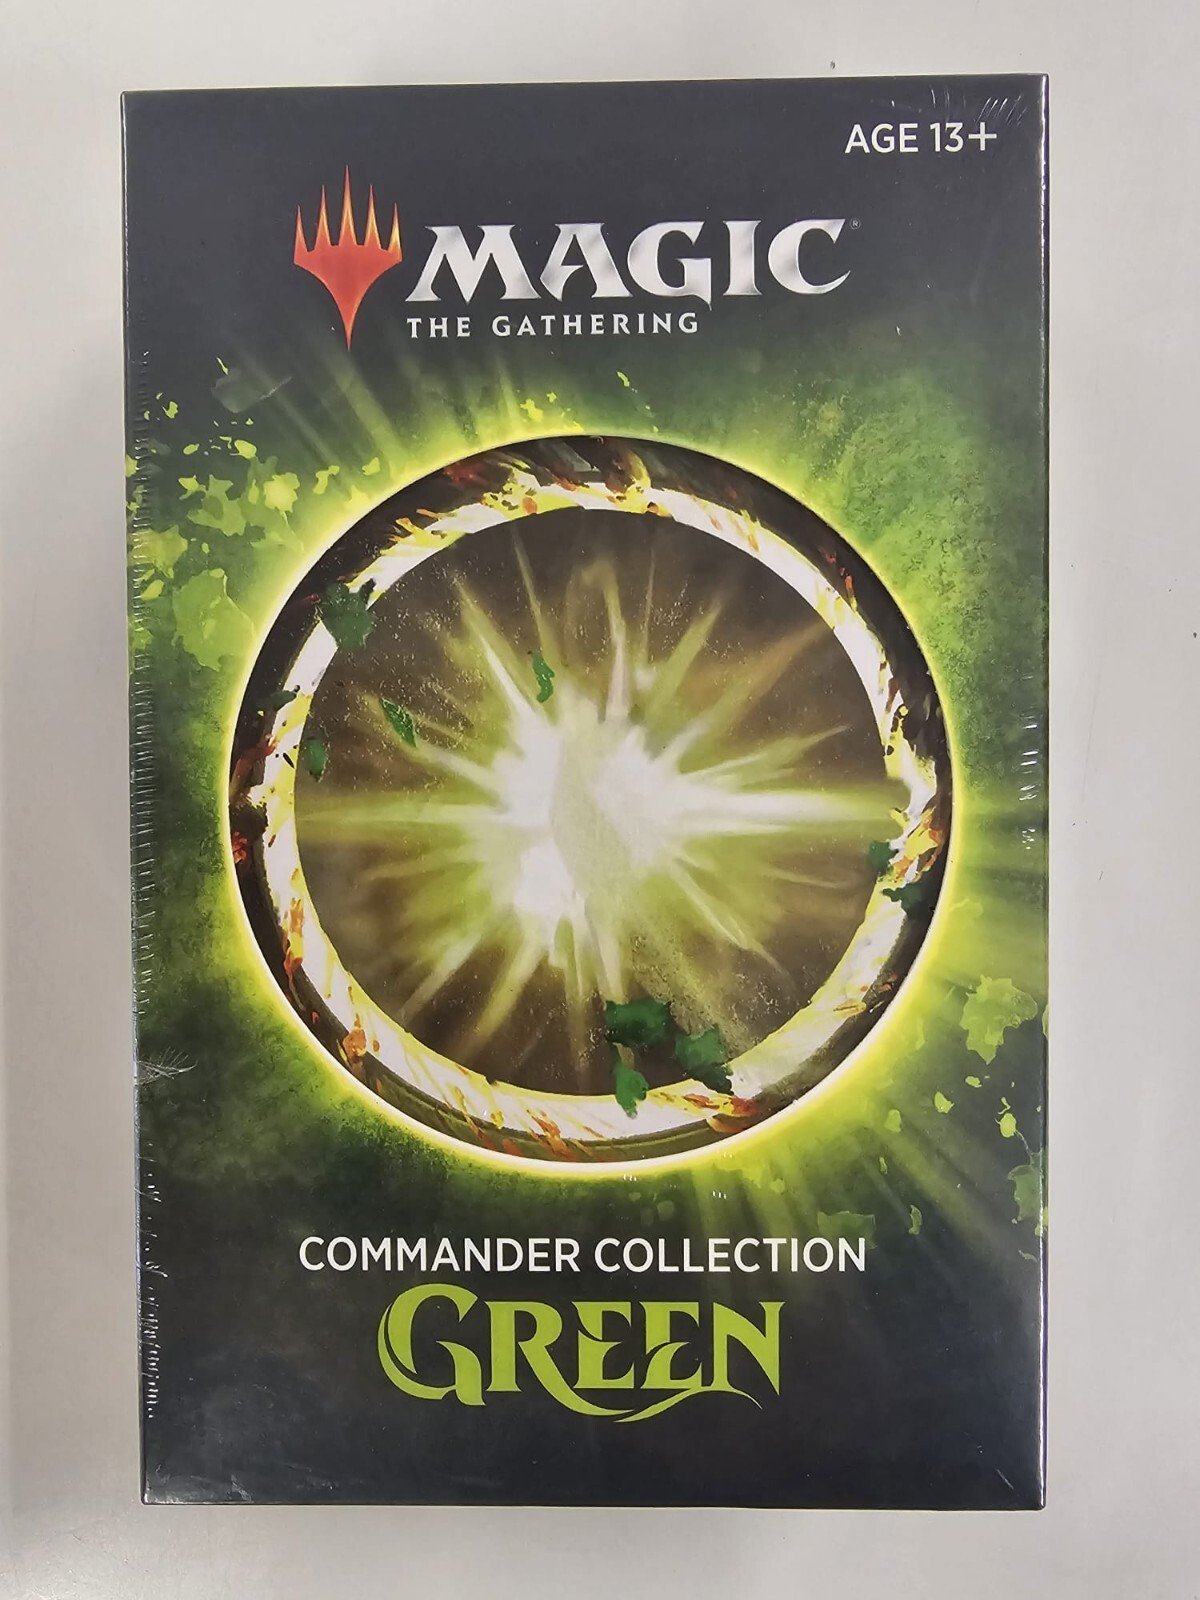 AGE 13+
MAGIC®
THE GATHERING
COMMANDER COLLECTION
GREEN